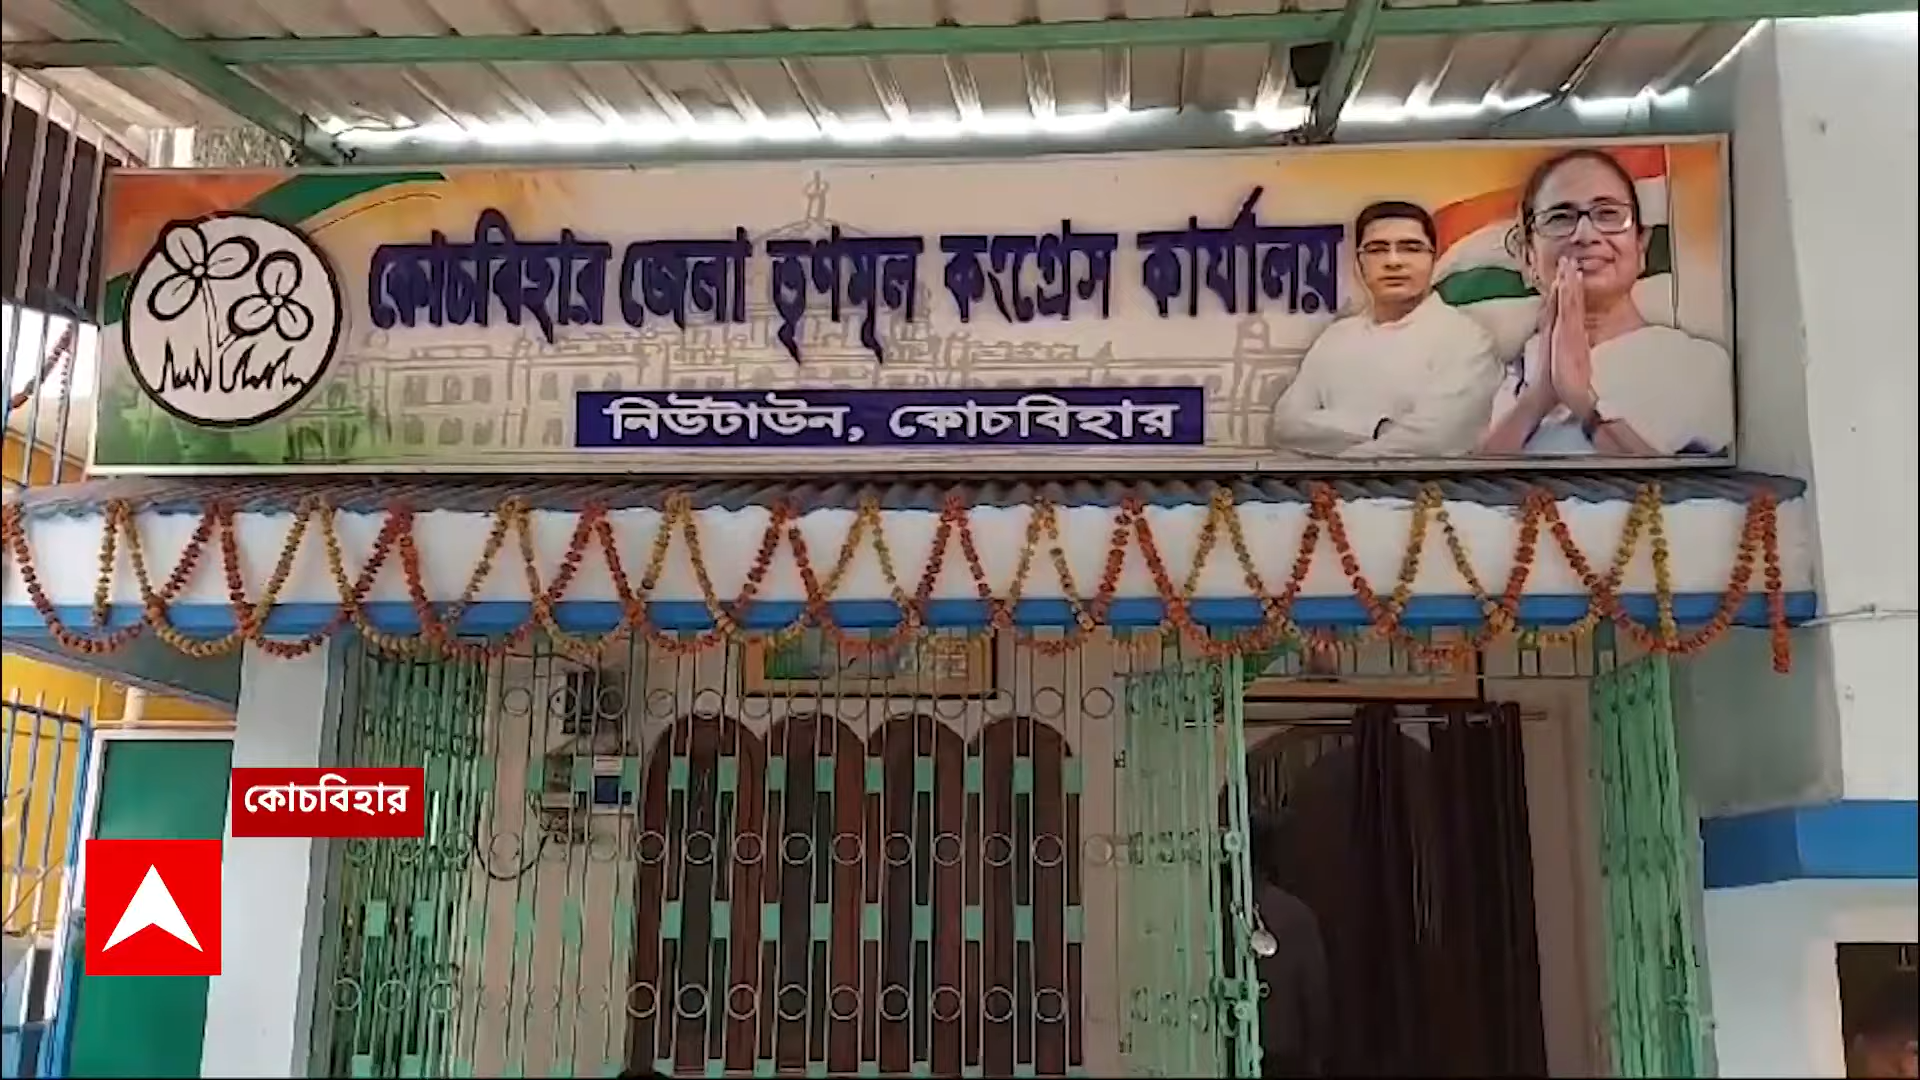 কোচবিহার জেলা তৃণমূল কংগ্রেস কার্যালয়
নিউটাউন, কোচবিহার
কোচবিহার